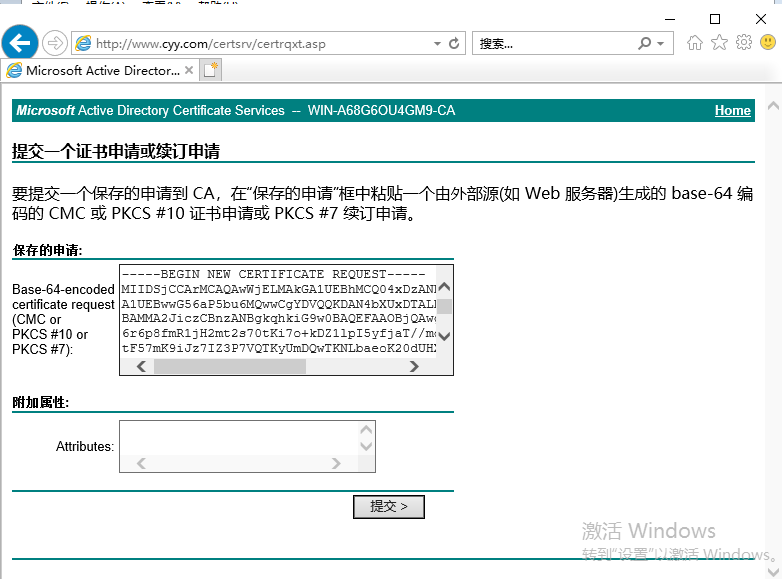 http://www.cyy.com/certsrv/certrqxt.asp
搜索...
Microsoft Active Director...
Microsoft Active Directory Certificate Services -- WIN-A68G6OU4GM9-CA
Home
提交一个证书申请或续订申请
要提交一个保存的申请到 CA，在“保存的申请”框中粘贴一个由外部源(如 Web 服务器)生成的 base-64 编
码的 CMC 或 PKCS #10 证书申请或 PKCS #7 续订申请。
保存的申请:
Base-64-encoded
certificate request
(CMC or
PKCS #10 or
PKCS #7):
-----BEGIN NEW CERTIFICATE REQUEST-----
MIIDSjCCArMCAQAwWjELMAkGA1UEBhMCQ04xDzAN
A1UEBwwG56aP5bu6MQwwCgYDVQQKDAN4bXUxDTAL
BAMMA2JiczCBnzANBgkqhkiG9w0BAQEFAAOBjQAw
6r6p8fmR1jH2mt2s70tKi7o+kDZ1lpI5yfjaT//m
tF57mK9iJz7IZ3P7VQTKyUmDQwTKNLbaeoK20dUH
附加属性:
Attributes:
提交 >
激活 Windows
转到“设置”以激活 Windows。